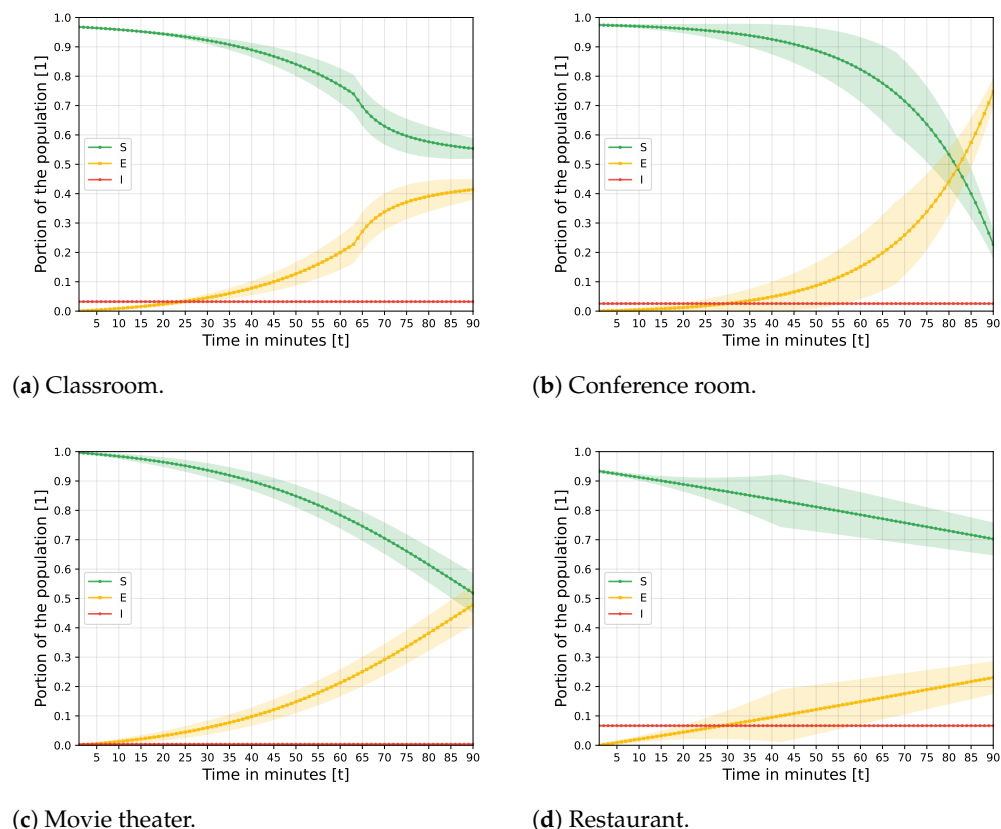 1.0
0.9
0.8
0.7
0.6
0.5
0.4
0.3
0.2
0.1
0.0
Portion of the population [1]
S
E
I
5 10 15 20 25 30 35 40 45 50 55 60 65 70 75 80 85 90
Time in minutes [t]
(a) Classroom.
1.0
0.9
0.8
0.7
0.6
0.5
0.4
0.3
0.2
0.1
0.0
Portion of the population [1]
S
E
I
5 10 15 20 25 30 35 40 45 50 55 60 65 70 75 80 85 90
Time in minutes [t]
(b) Conference room.
1.0
0.9
0.8
0.7
0.6
0.5
0.4
0.3
0.2
0.1
0.0
Portion of the population [1]
S
E
I
5 10 15 20 25 30 35 40 45 50 55 60 65 70 75 80 85 90
Time in minutes [t]
(c) Movie theater.
1.0
0.9
0.8
0.7
0.6
0.5
0.4
0.3
0.2
0.1
0.0
Portion of the population [1]
S
E
I
5 10 15 20 25 30 35 40 45 50 55 60 65 70 75 80 85 90
Time in minutes [t]
(d) Restaurant.